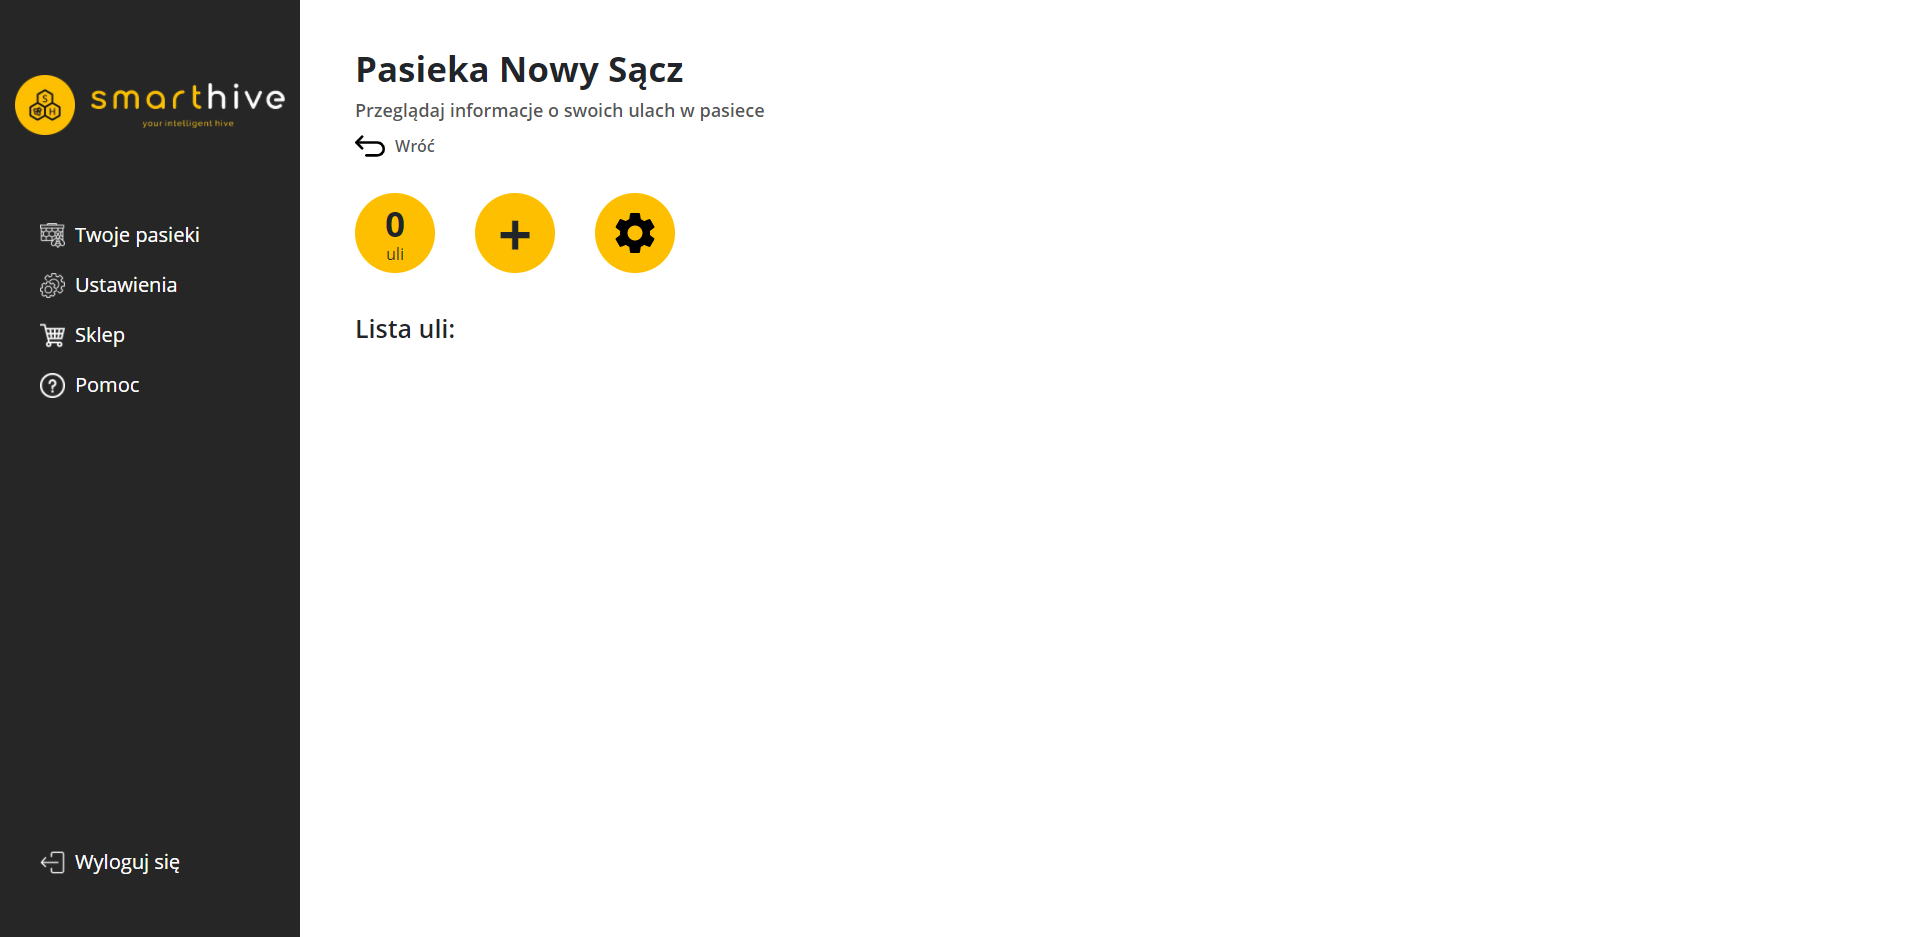 smarthive
your intelligent hive
Twoje pasieki
Ustawienia
Sklep
Pomoc
Wyloguj się
Pasieka Nowy Sącz
Przeglądaj informacje o swoich ulach w pasiece
Wróć
0
uli
+
Lista uli: